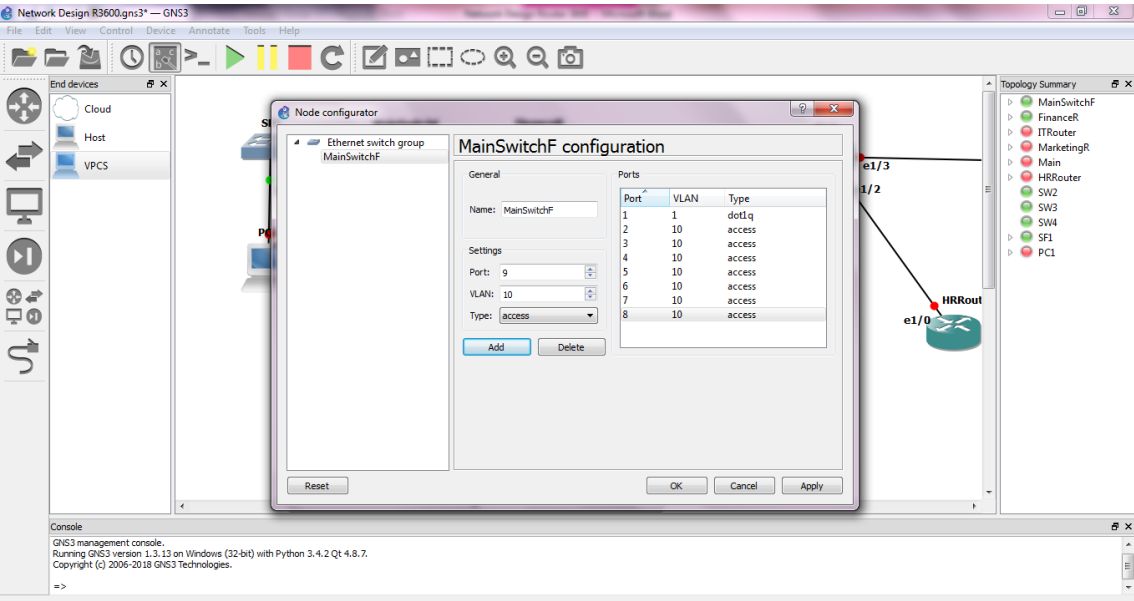 Network Design R3600.gns3* — GNS3
File Edit View Control Device Annotate Tools Help
End devices
Cloud
Host
VPCS
Node configurator
Ethernet switch group
MainSwitchF
MainSwitchF configuration
General
Name: MainSwitchF
Settings
Port: 9
VLAN: 10
Type: access
Add Delete
Ports
Port VLAN Type
1 1 dot1q
2 10 access
3 10 access
4 10 access
5 10 access
6 10 access
7 10 access
8 10 access
Reset OK Cancel Apply
e1/3
1/2
HRRout
e1/0
Topology Summary
MainSwitchF
FinanceR
ITRouter
MarketingR
Main
HRRouter
SW2
SW3
SW4
SF1
PC1
Console
GNS3 management console.
Running GNS3 version 1.3.13 on Windows (32-bit) with Python 3.4.2 Qt 4.8.7.
Copyright (c) 2006-2018 GNS3 Technologies.
=>